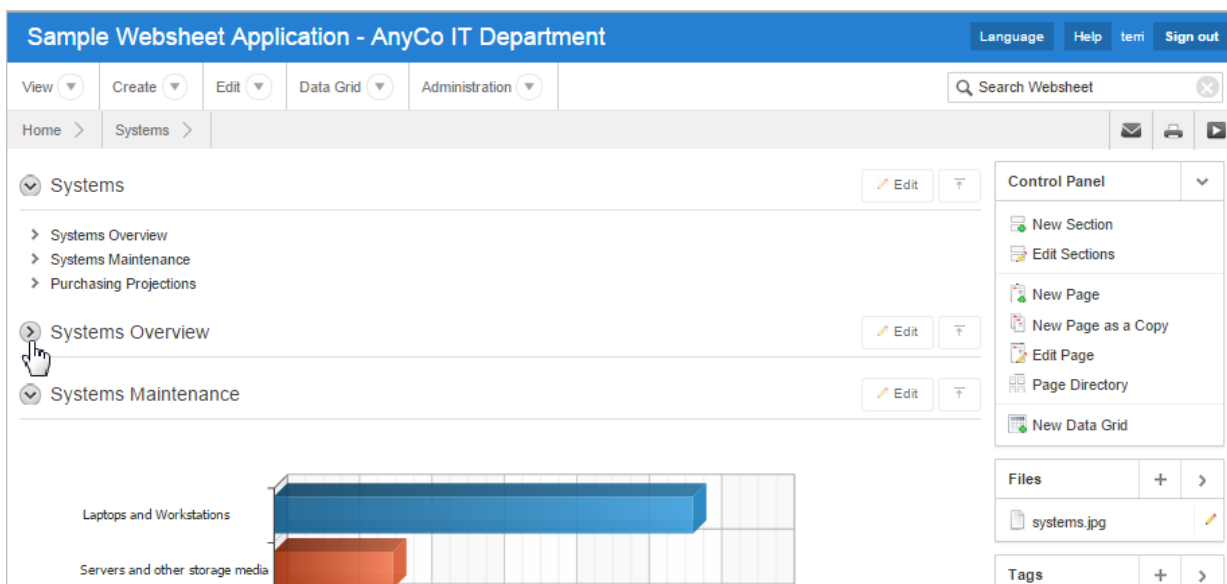 Sample Websheet Application - AnyCo IT Department
Language Help terri Sign out
View Create Edit Data Grid Administration
Search Websheet
Home Systems
Systems
Edit
Systems Overview
Systems Maintenance
Purchasing Projections
Systems Overview
Edit
Systems Maintenance
Edit
Laptops and Workstations
Servers and other storage media
Control Panel
New Section
Edit Sections
New Page
New Page as a Copy
Edit Page
Page Directory
New Data Grid
Files
systems.jpg
Tags